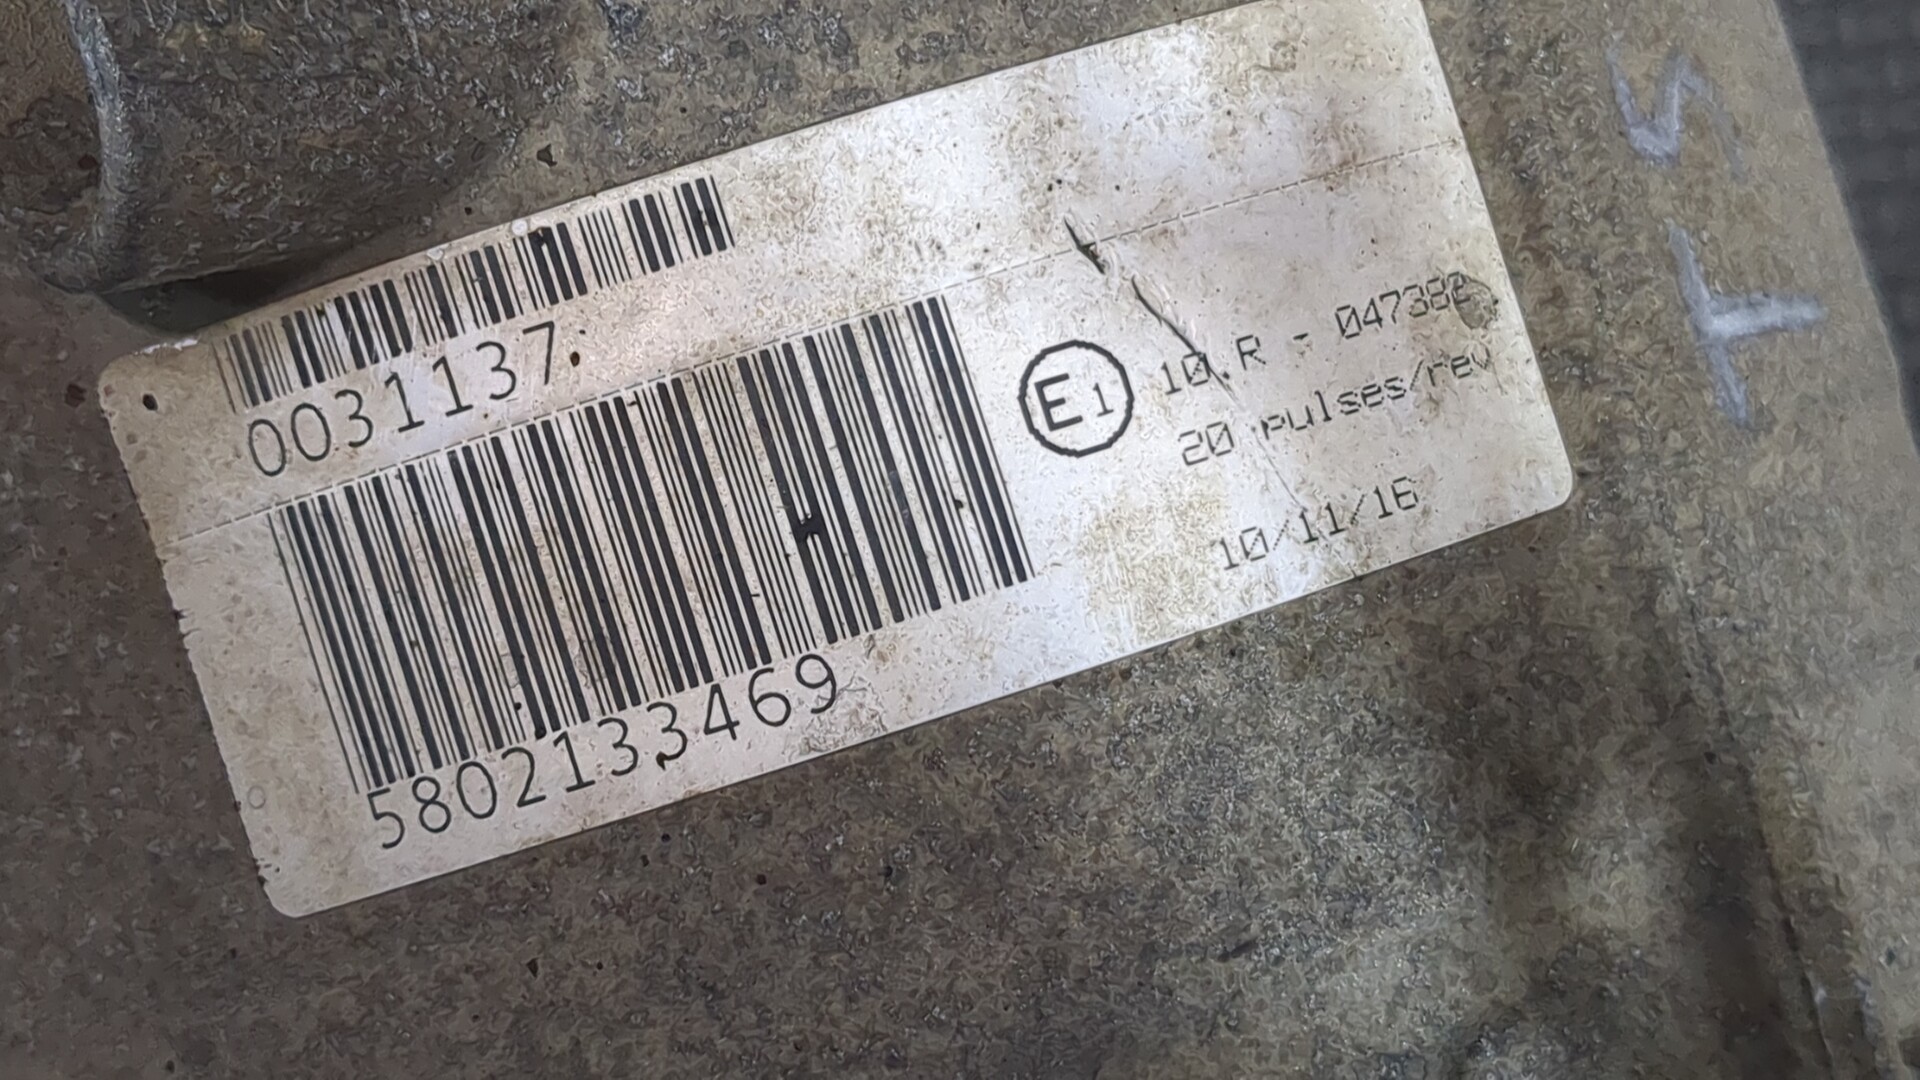 0031137
5802133469
E1 10.R - 047382
20 pulses/rev
10/11/16